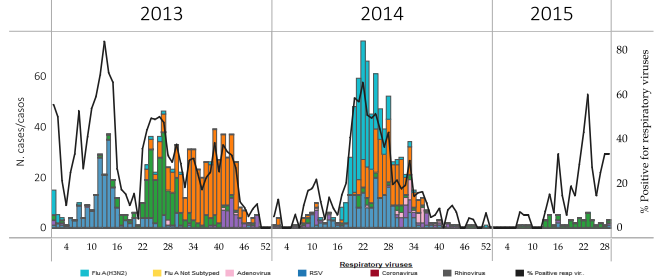 2013 2014 2015
N. cases/casos
60
40
20
0
80
60
40
20
0
% Positive for respiratory viruses
4 10 16 22 28 34 40 46 52 4 10 16 22 28 34 40 46 52 4 10 16 22 28
Respiratory viruses
Flu A(H3N2) Flu A Not Subtyped Adenovirus RSV Coronavirus Rhinovirus % Positive resp vir.